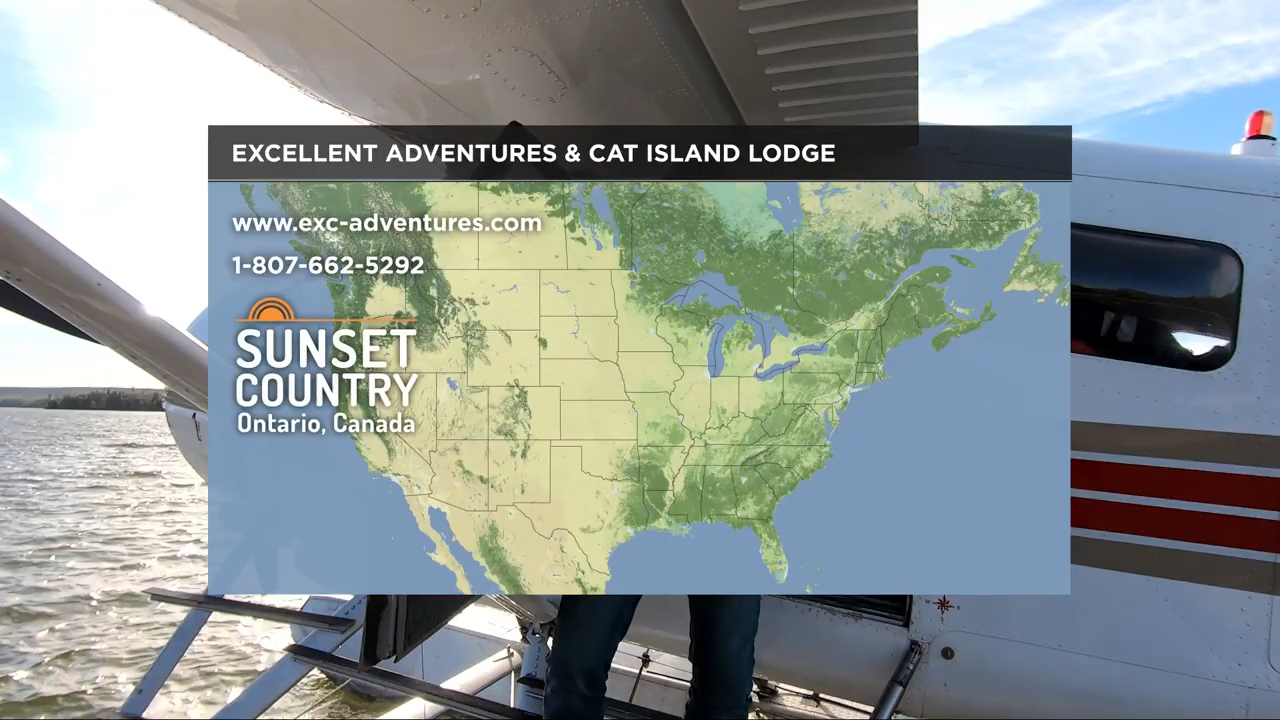 EXCELLENT ADVENTURES & CAT ISLAND LODGE
www.exc-adventures.com
1-807-662-5292
SUNSET
COUNTRY
Ontario, Canada